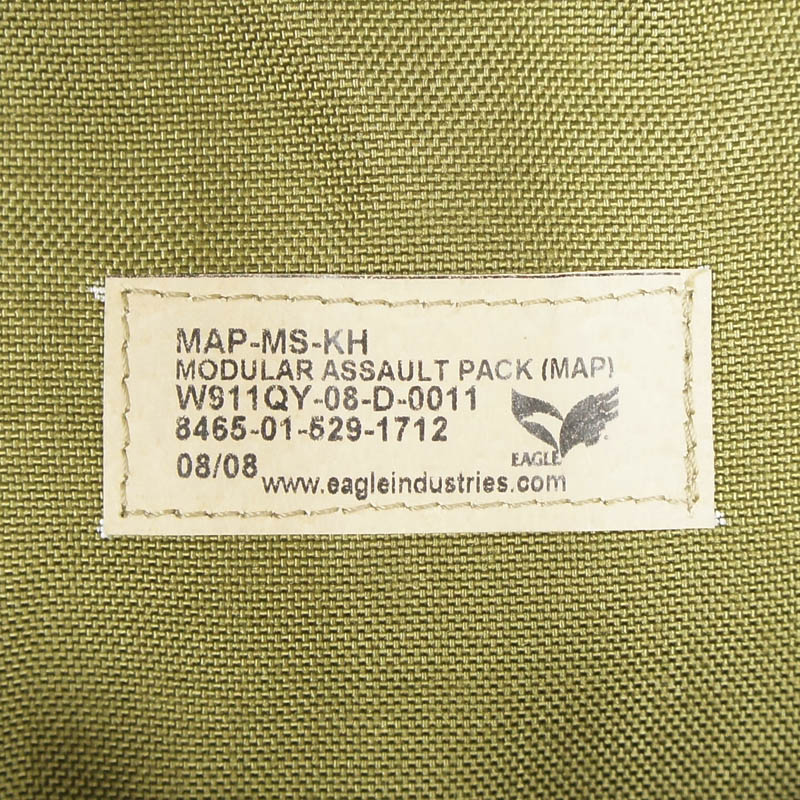 MAP-MS-KH
MODULAR ASSAULT PACK (MAP)
W911QY-08-D-0011
8465-01-529-1712
EAGLE
08/08
www.eagleindustries.com